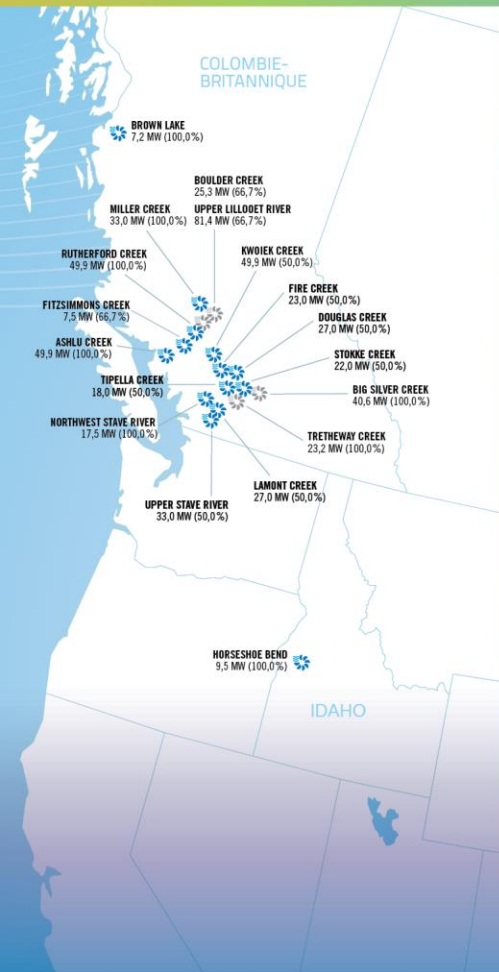 COLOMBIE-
BRITANNIQUE
BROWN LAKE
7,2 MW (100,0%)
BOULDER CREEK
25,3 MW (66,7%)
MILLER CREEK
33,0 MW (100,0%)
UPPER LILLOOET RIVER
81,4 MW (66,7%)
RUTHERFORD CREEK
49,9 MW (100,0%)
KWOIEK CREEK
49,9 MW (50,0%)
FIRE CREEK
23,0 MW (50,0%)
FITZSIMMONS CREEK
7,5 MW (66,7%)
DOUGLAS CREEK
27,0 MW (50,0%)
ASHLU CREEK
49,9 MW (100,0%)
STOKKE CREEK
22,0 MW (50,0%)
TIPELLA CREEK
18,0 MW (50,0%)
BIG SILVER CREEK
40,6 MW (100,0%)
NORTHWEST STAVE RIVER
17,5 MW (100,0%)
TRETHEWAY CREEK
23,2 MW (100,0%)
LAMONT CREEK
27,0 MW (50,0%)
UPPER STAVE RIVER
33,0 MW (50,0%)
HORSESHOE BEND
9,5 MW (100,0%)
IDAHO